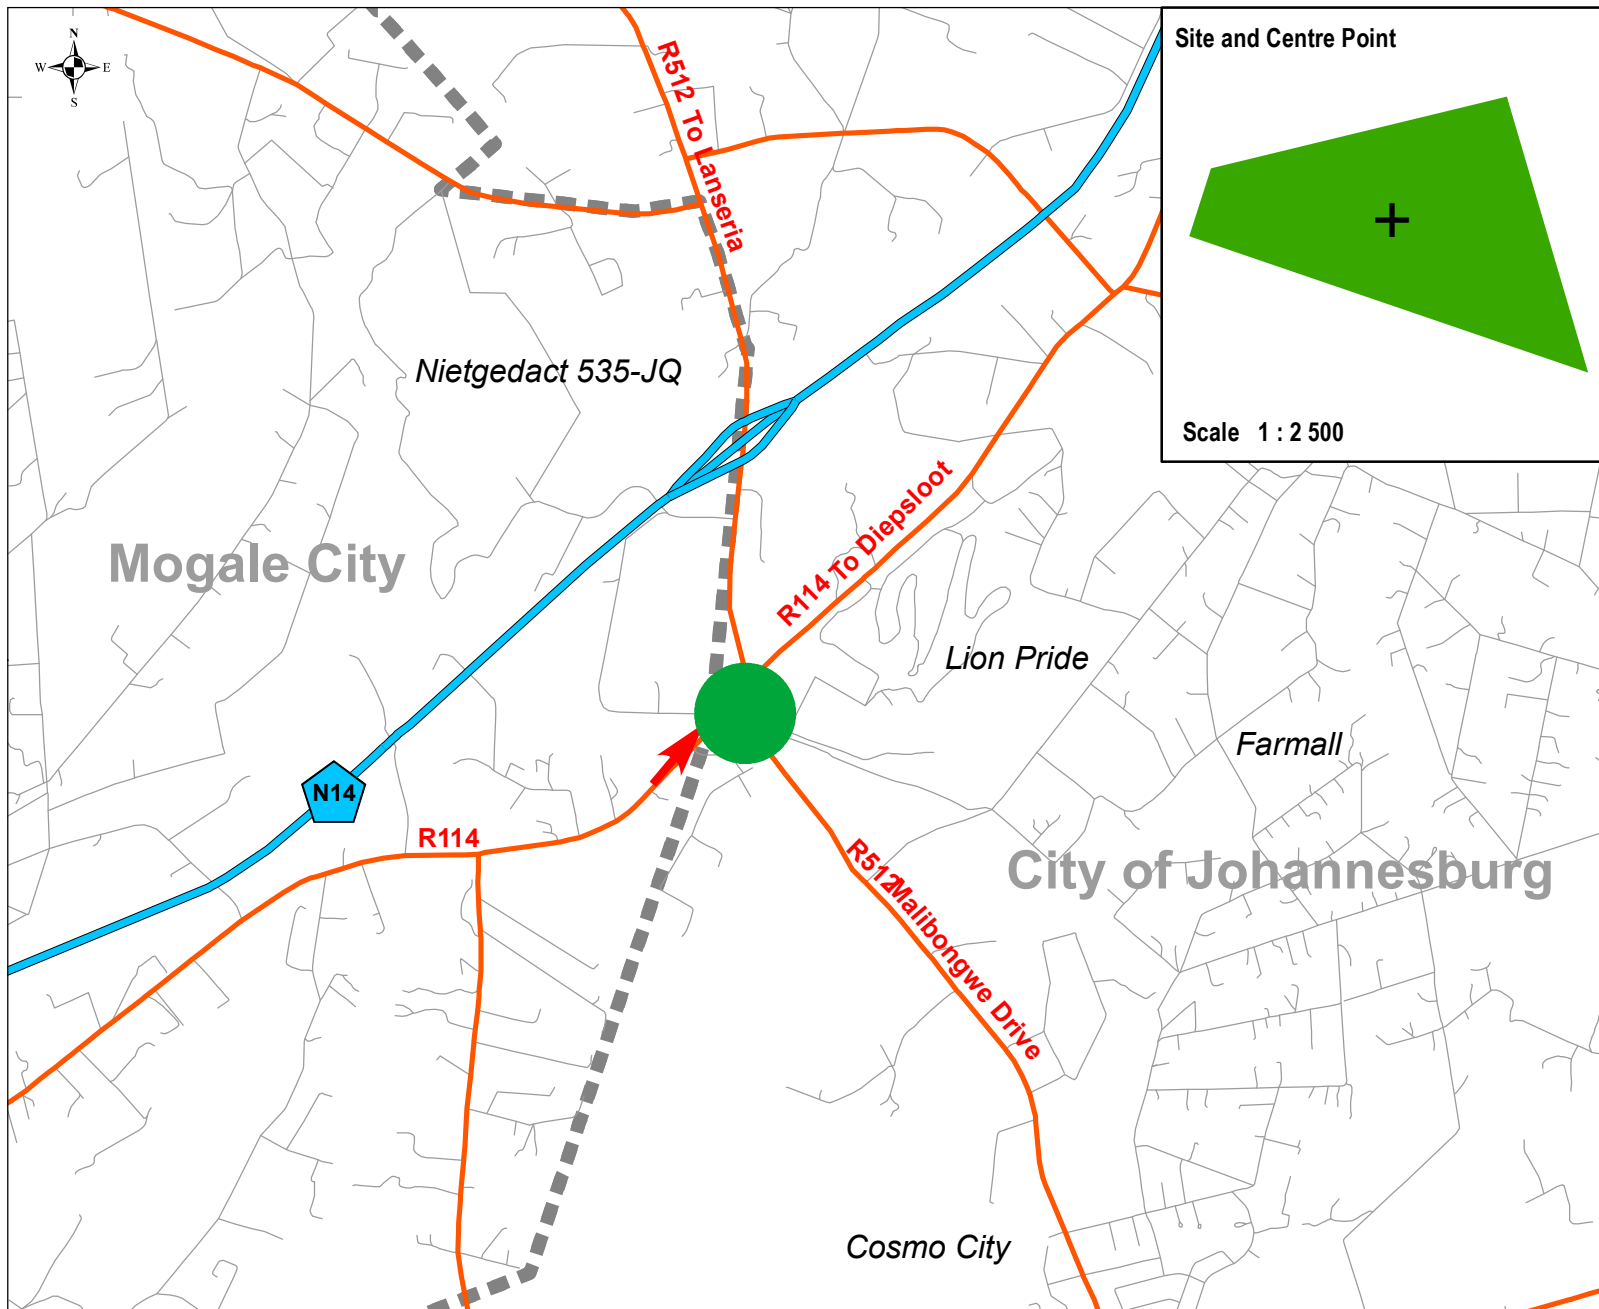 N
W E
S
Site and Centre Point
Scale 1 : 2 500
R512 To Lanseria
Nietgedact 535-JQ
R114 To Diepsloot
Mogale City
Lion Pride
Farmall
N14
R114
R512
Malibongwe Drive
City of Johannesburg
Cosmo City